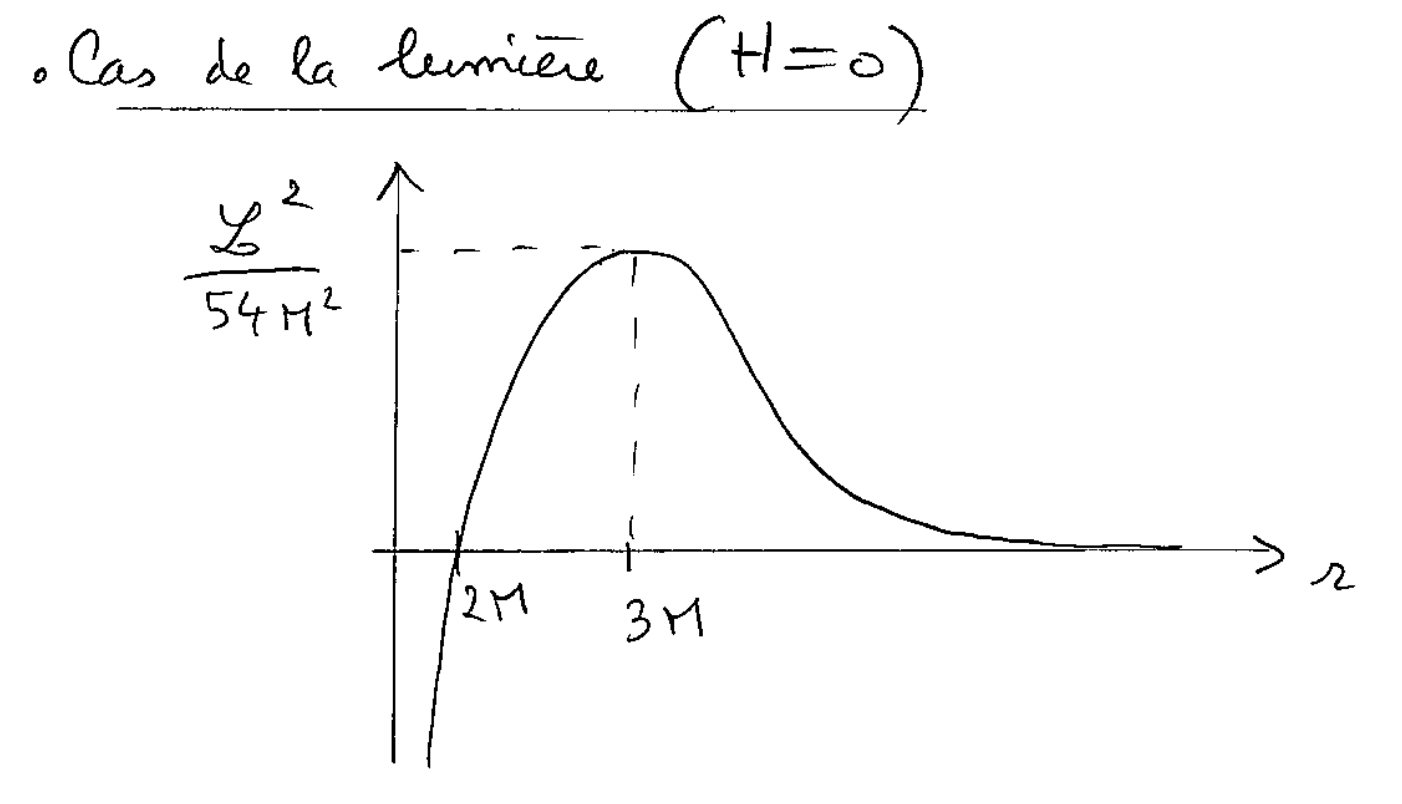 • Cas de la lumière (H=0)
ℒ²
54M²
2M
3M
r